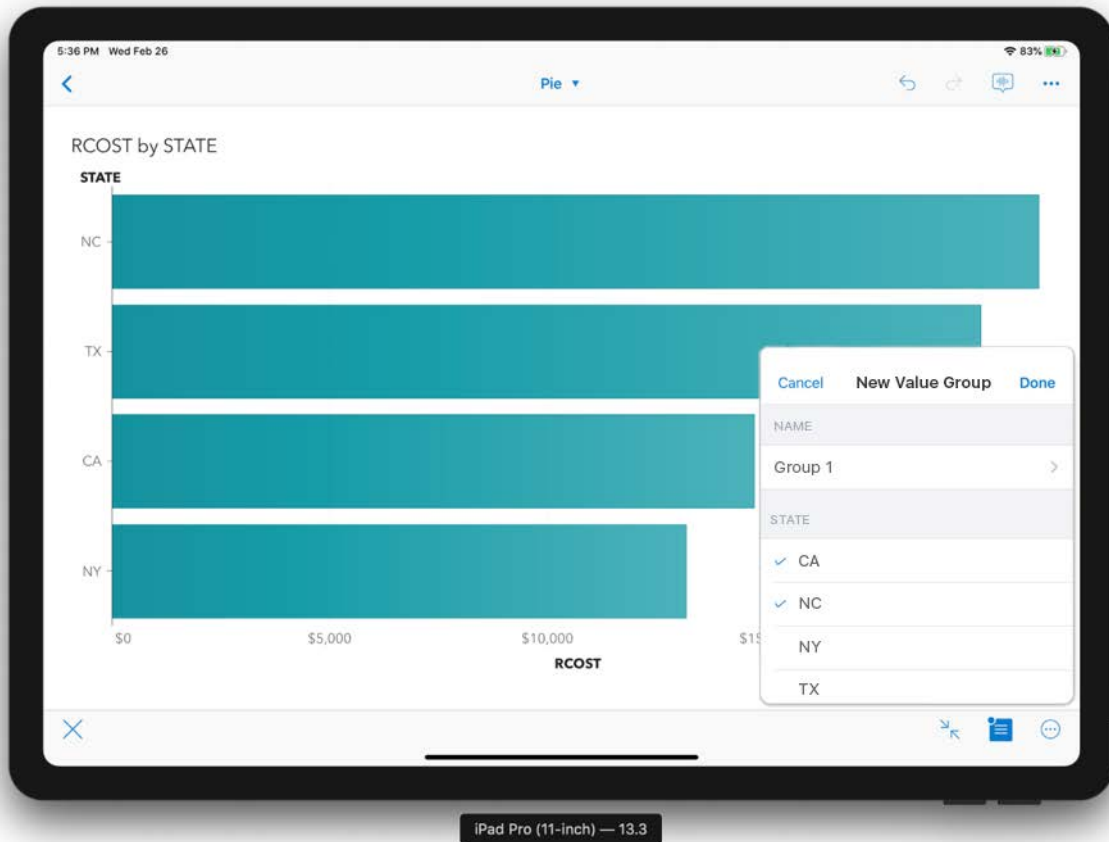 5:36 PM Wed Feb 26
83%
Pie
RCOST by STATE
STATE
NC
TX
CA
NY
$0
$5,000
$10,000
$15
RCOST
Cancel
New Value Group
Done
NAME
Group 1
STATE
CA
NC
NY
TX
iPad Pro (11-inch) — 13.3